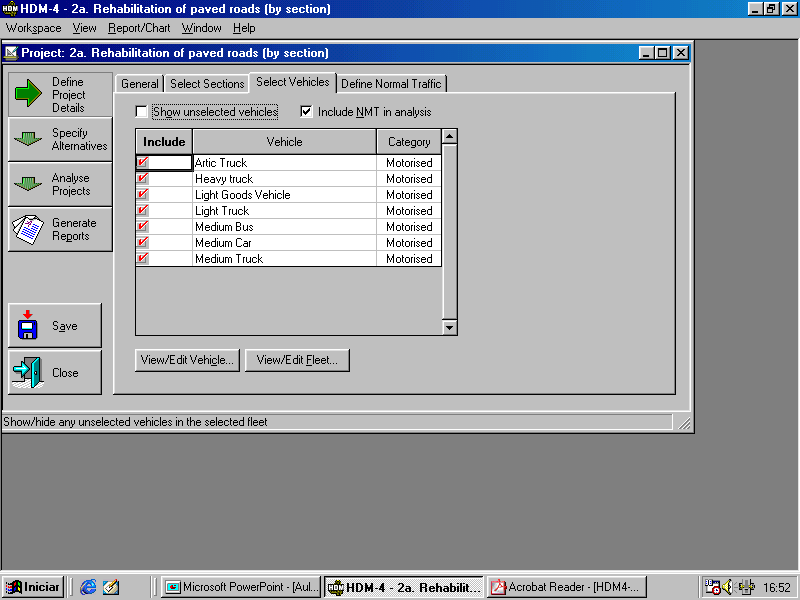 HDM-4 - 2a. Rehabilitation of paved roads (by section)
Workspace View Report/Chart Window Help
Project: 2a. Rehabilitation of paved roads (by section)
Define
Project
Details
Specify
Alternatives
Analyse
Projects
Generate
Reports
Save
Close
General Select Sections Select Vehicles Define Normal Traffic
Show unselected vehicles Include NMT in analysis
Include Vehicle Category
Artic Truck Motorised
Heavy truck Motorised
Light Goods Vehicle Motorised
Light Truck Motorised
Medium Bus Motorised
Medium Car Motorised
Medium Truck Motorised
View/Edit Vehicle... View/Edit Fleet...
Show/hide any unselected vehicles in the selected fleet
Iniciar Microsoft PowerPoint - [Aul... HDM-4 - 2a. Rehabilit... Acrobat Reader - [HDM4-... 16:52